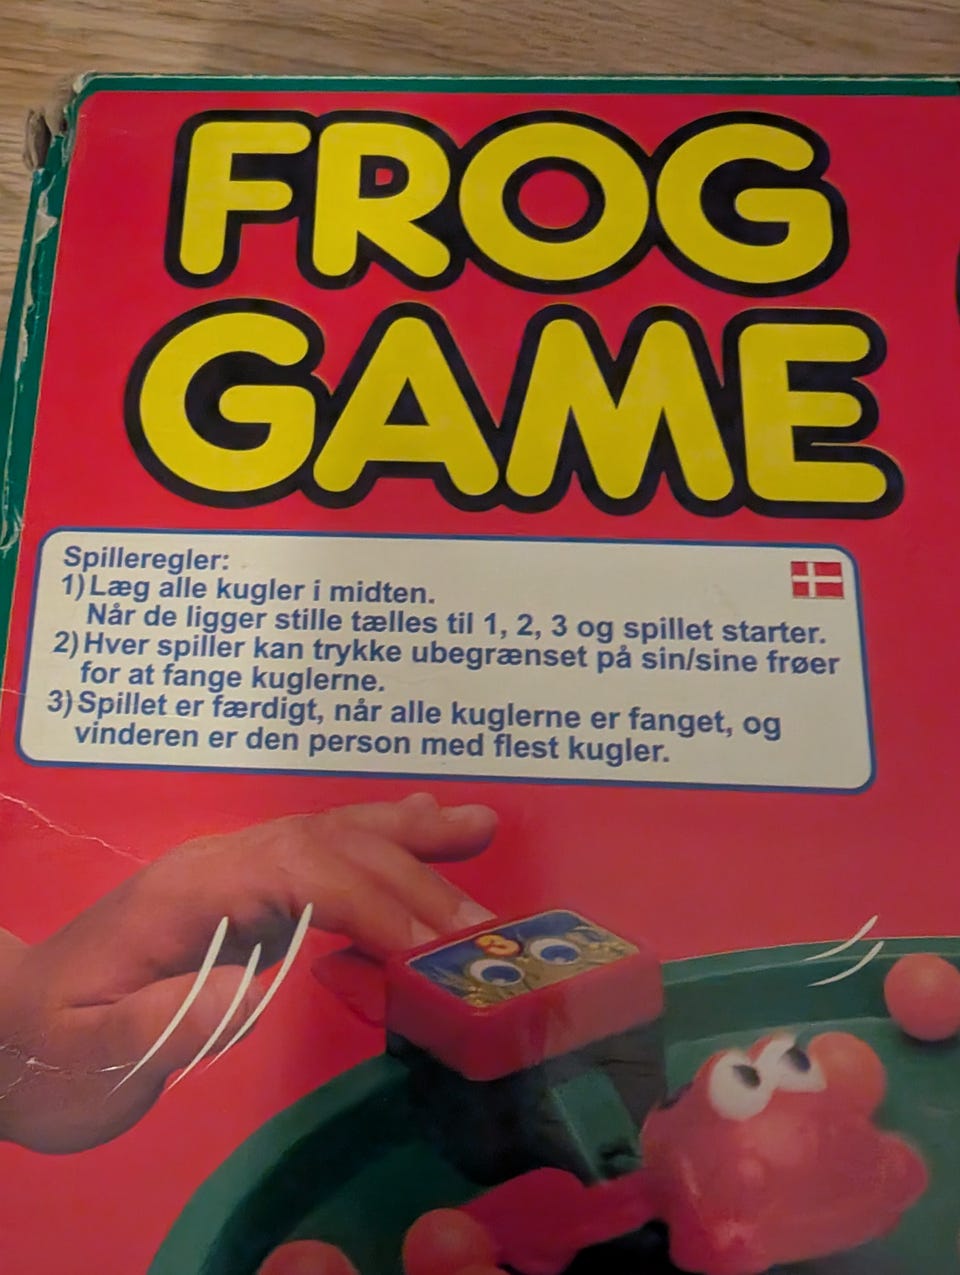 FROG
GAME
Spilleregler:
1) Læg alle kugler i midten.
Når de ligger stille tælles til 1, 2, 3 og spillet starter.
2) Hver spiller kan trykke ubegrænset på sin/sine frøer
for at fange kuglerne.
3) Spillet er færdigt, når alle kuglerne er fanget, og
vinderen er den person med flest kugler.
3